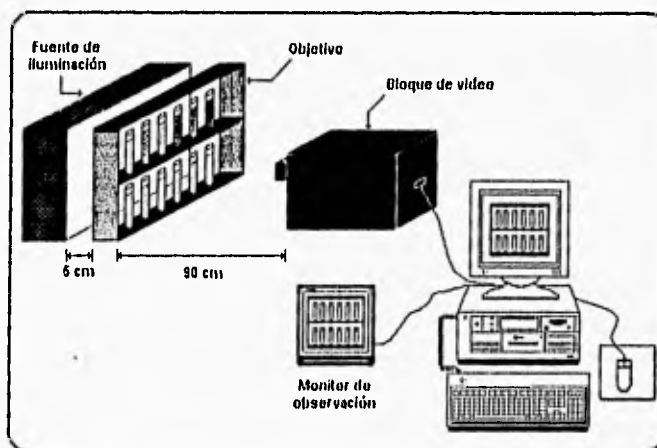 Fuente de
iluminación
Objetivo
Bloque de video
6 cm
90 cm
Monitor de
observación